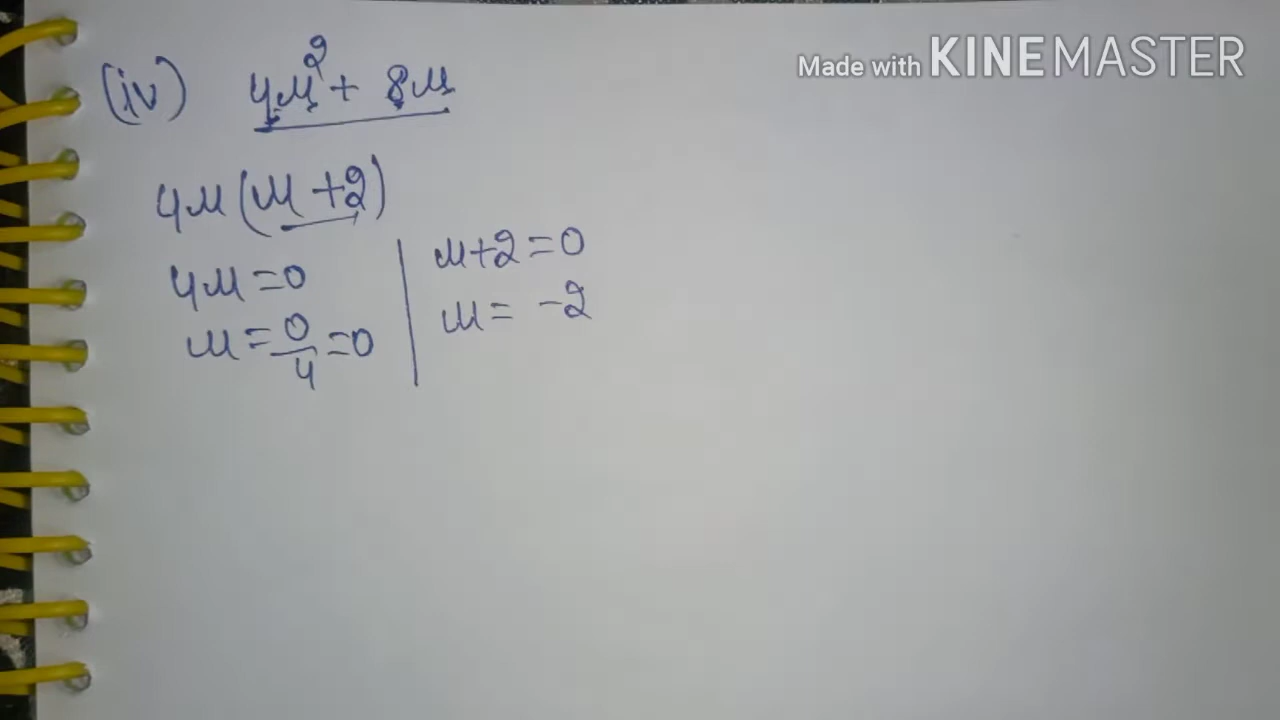 Made with KINEMASTER
(iv) 4u² + 8u
4u(u+2)
4u=0
u=0/4=0
u+2=0
u= -2